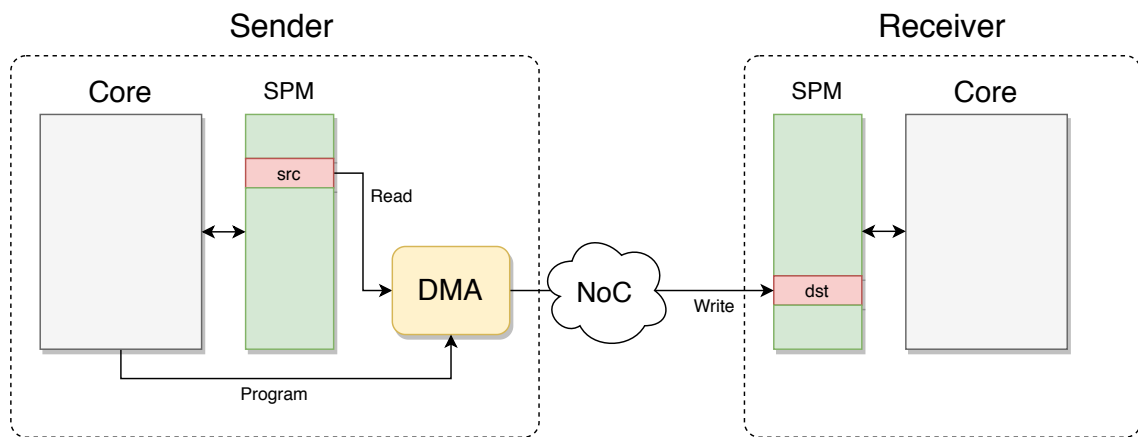 Sender
Receiver
Core
SPM
SPM
Core
src
Read
DMA
NoC
Write
dst
Program